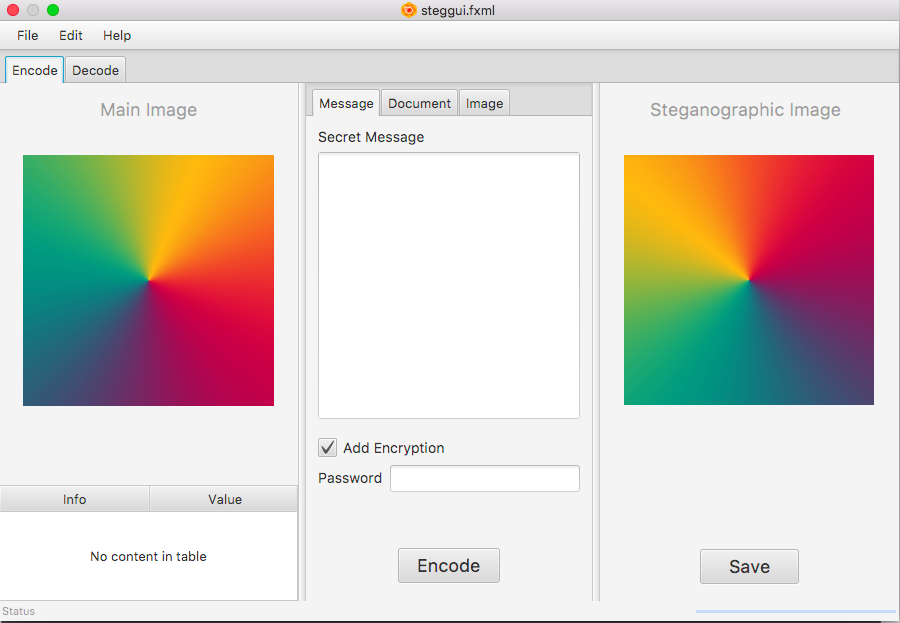 steggui.fxml
File Edit Help
Encode Decode
Main Image
Message Document Image
Steganographic Image
Secret Message
Add Encryption
Password
Info Value
No content in table
Encode
Save
Status